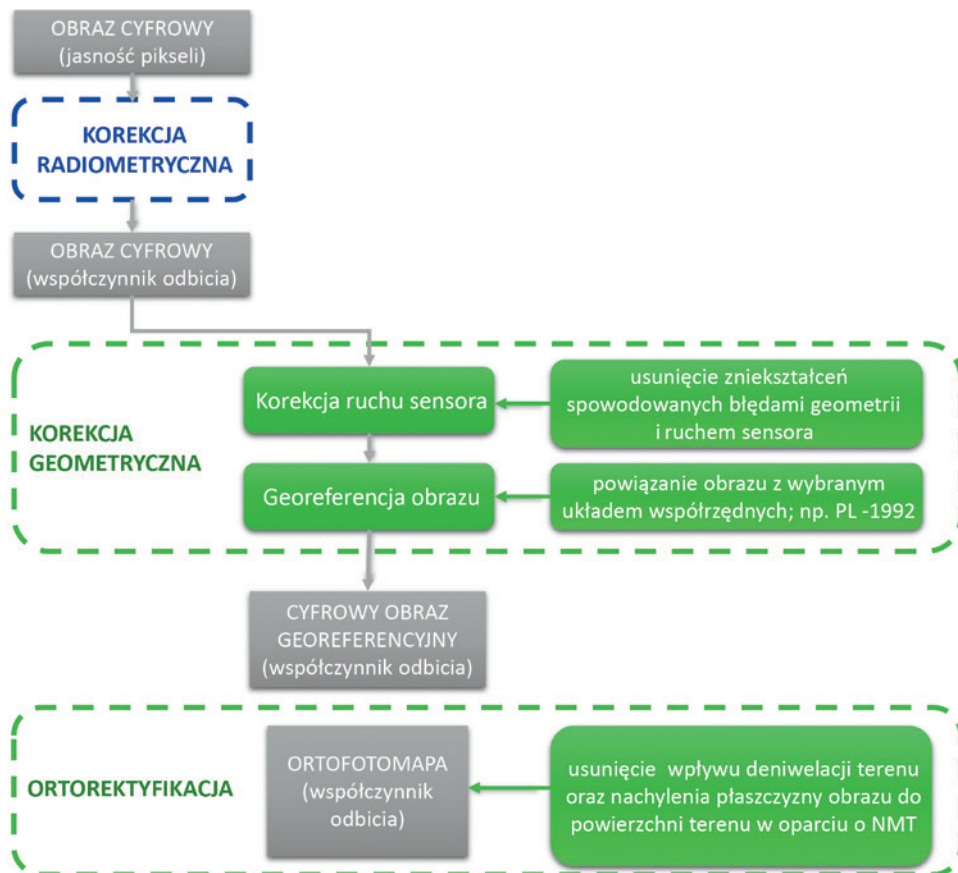 OBRAZ CYFROWY
(jasność pikseli)
KOREKCJA
RADIOMETRYCZNA
OBRAZ CYFROWY
(współczynnik odbicia)
KOREKCJA
GEOMETRYCZNA
Korekcja ruchu sensora
usunięcie zniekształceń
spowodowanych błędami geometrii
i ruchem sensora
Georeferencja obrazu
powiązanie obrazu z wybranym
układem współrzędnych; np. PL -1992
CYFROWY OBRAZ
GEOREFERENCYJNY
(współczynnik odbicia)
ORTOREKTYFIKACJA
ORTOFOTOMAPA
(współczynnik
odbicia)
usunięcie wpływu deniwelacji terenu
oraz nachylenia płaszczyzny obrazu do
powierzchni terenu w oparciu o NMT